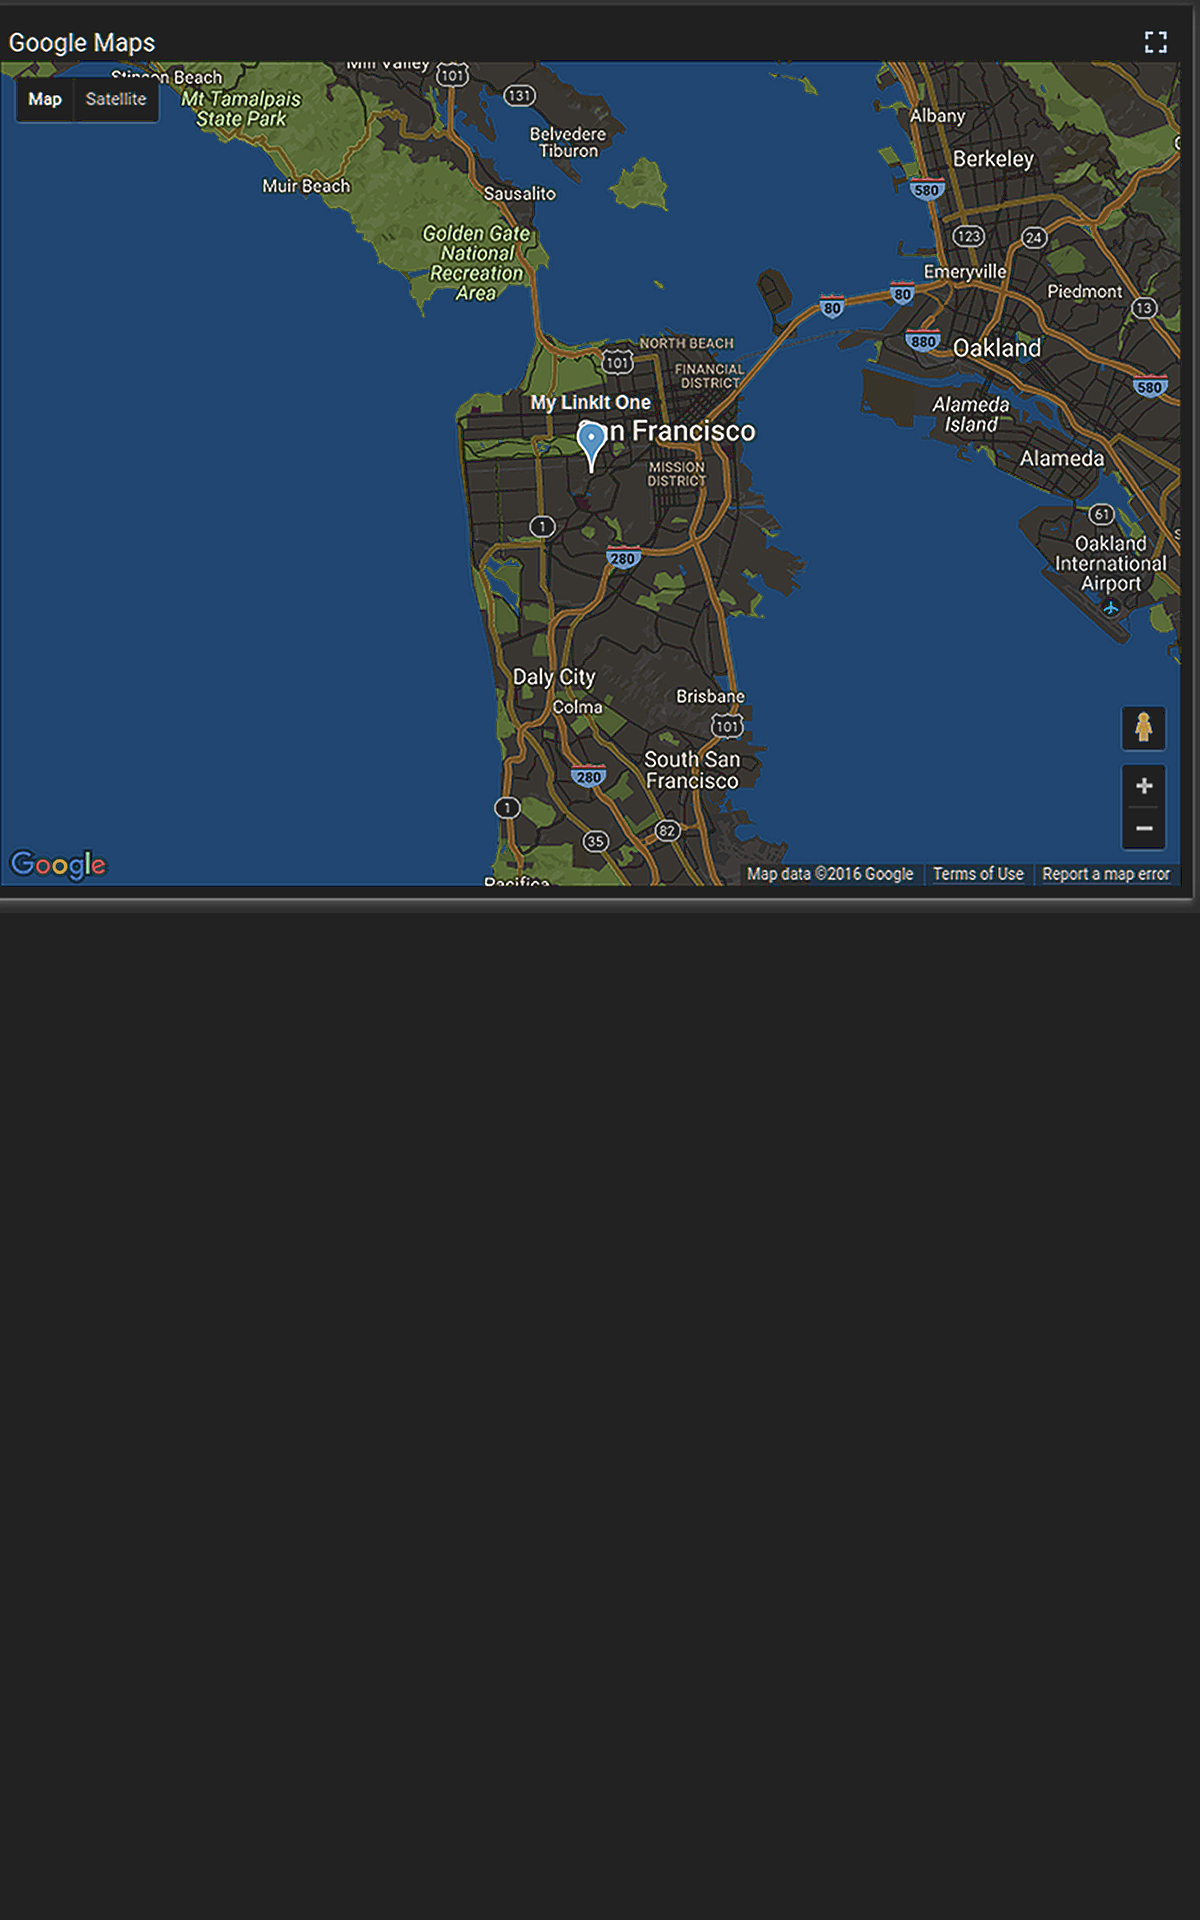 Google Maps
Mill Valley
101
Stinson Beach
Map
Satellite
131
Mt Tamalpais
State Park
Albany
Belvedere
Tiburon
Berkeley
Muir Beach
Sausalito
580
Golden Gate
National
Recreation
Area
123
24
Emeryville
Piedmont
80
80
13
880
NORTH BEACH
Oakland
101
FINANCIAL
DISTRICT
580
My LinkIt One
Alameda
Island
San Francisco
Alameda
MISSION
DISTRICT
61
1
Oakland
International
Airport
280
Daly City
Brisbane
Colma
101
South San
Francisco
280
1
82
35
Google
Pacifica
Map data ©2016 Google
Terms of Use
Report a map error